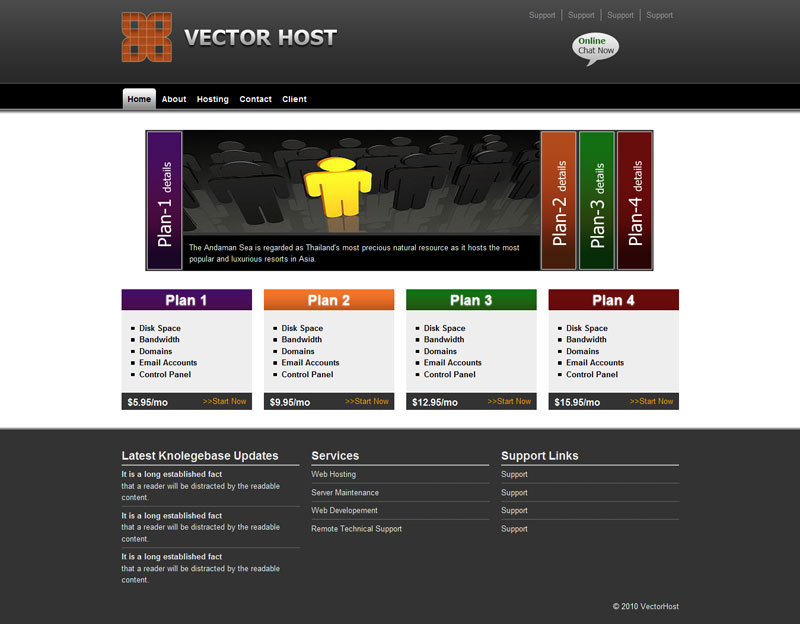 Support Support Support Support
VECTOR HOST
Online
Chat Now
Home About Hosting Contact Client
Plan-1 details
The Andaman Sea is regarded as Thailand's most precious natural resource as it hosts the most
popular and luxurious resorts in Asia.
Plan-2 details
Plan-3 details
Plan-4 details
Plan 1
Disk Space
Bandwidth
Domains
Email Accounts
Control Panel
$5.95/mo >>Start Now
Plan 2
Disk Space
Bandwidth
Domains
Email Accounts
Control Panel
$9.95/mo >>Start Now
Plan 3
Disk Space
Bandwidth
Domains
Email Accounts
Control Panel
$12.95/mo >>Start Now
Plan 4
Disk Space
Bandwidth
Domains
Email Accounts
Control Panel
$15.95/mo >>Start Now
Latest Knolegebase Updates
It is a long established fact
that a reader will be distracted by the readable
content.
It is a long established fact
that a reader will be distracted by the readable
content.
It is a long established fact
that a reader will be distracted by the readable
content.
Services
Web Hosting
Server Maintenance
Web Developement
Remote Technical Support
Support Links
Support
Support
Support
Support
© 2010 VectorHost